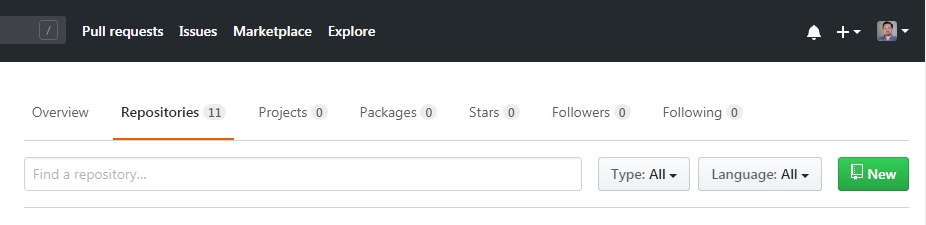 / Pull requests Issues Marketplace Explore
Overview Repositories 11 Projects 0 Packages 0 Stars 0 Followers 0 Following 0
Find a repository... Type: All Language: All New